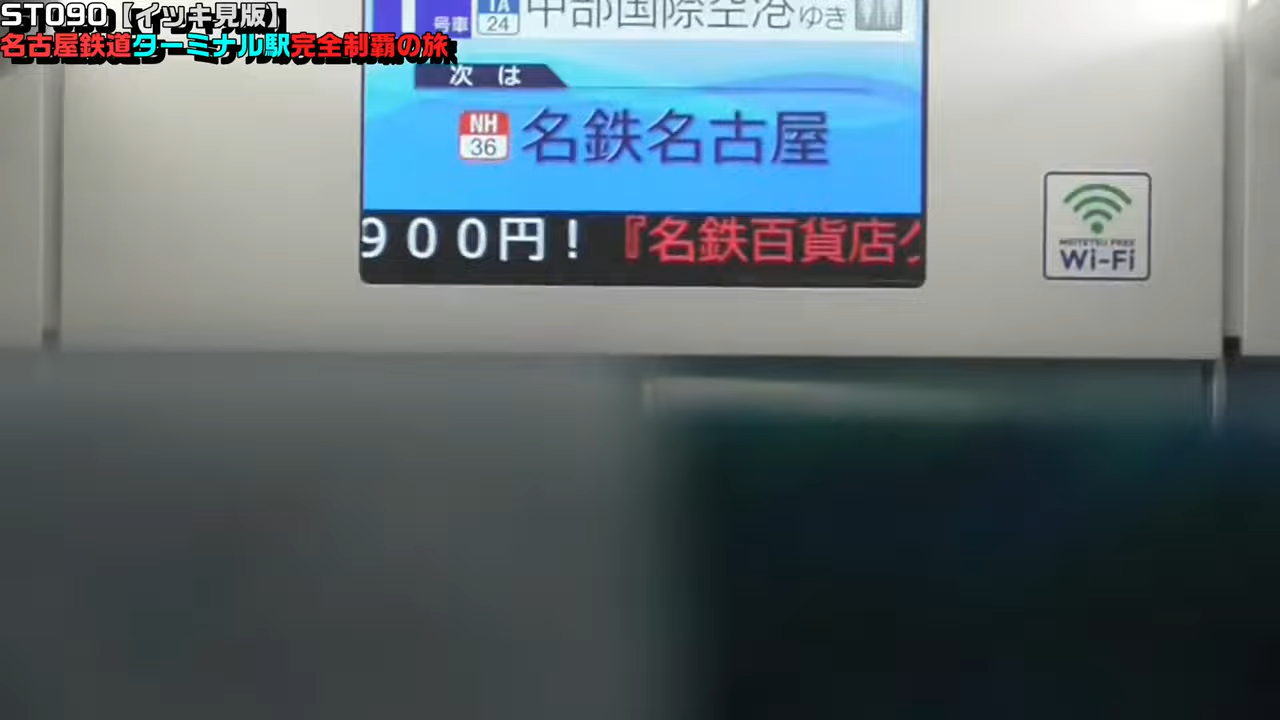 ST090【イッキ見版】
名古屋鉄道ターミナル駅完全制覇の旅
号車
TA
24
中部国際空港ゆき
次は
NH
36
名鉄名古屋
900円!『名鉄百貨店
MEITETSU FREE
Wi-Fi